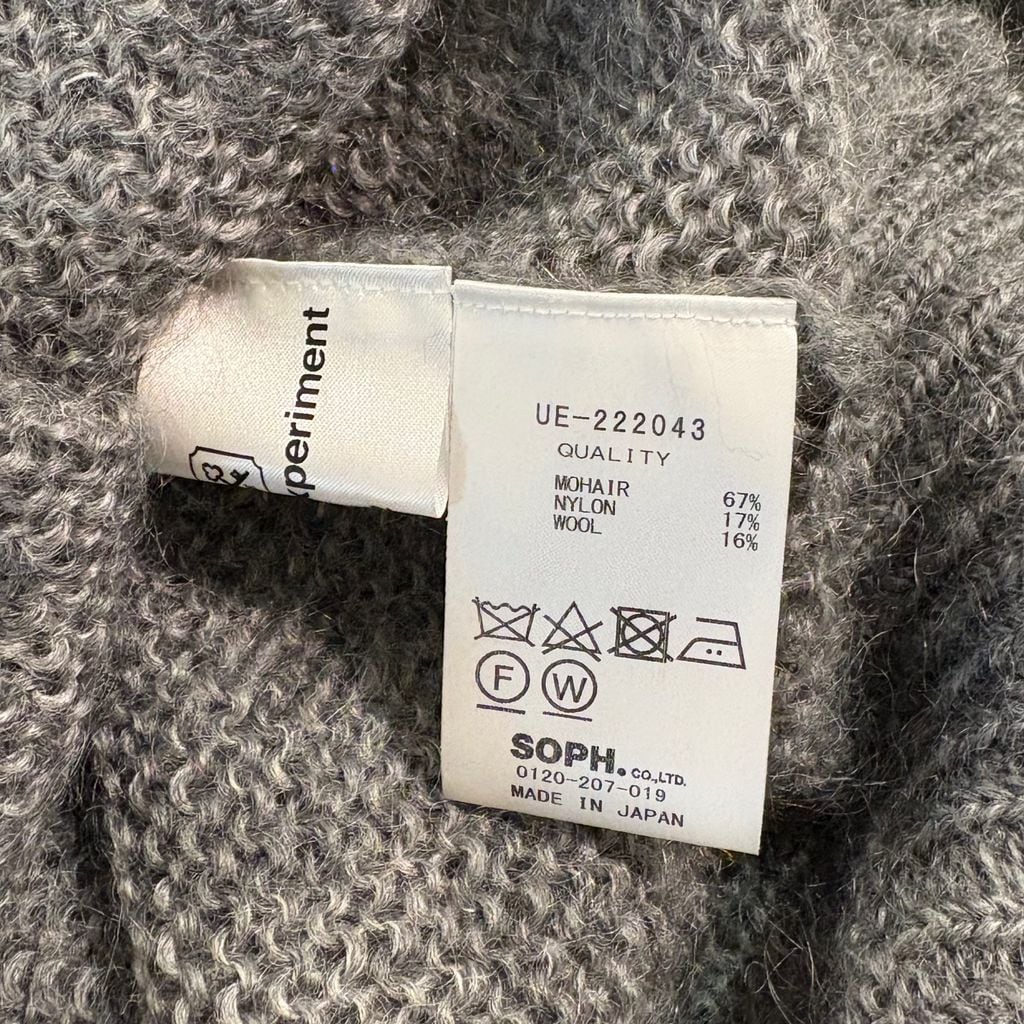 xperiment
UE-222043
QUALITY
MOHAIR 67%
NYLON 17%
WOOL 16%
F W
SOPH. CO.,LTD.
0120-207-019
MADE IN JAPAN